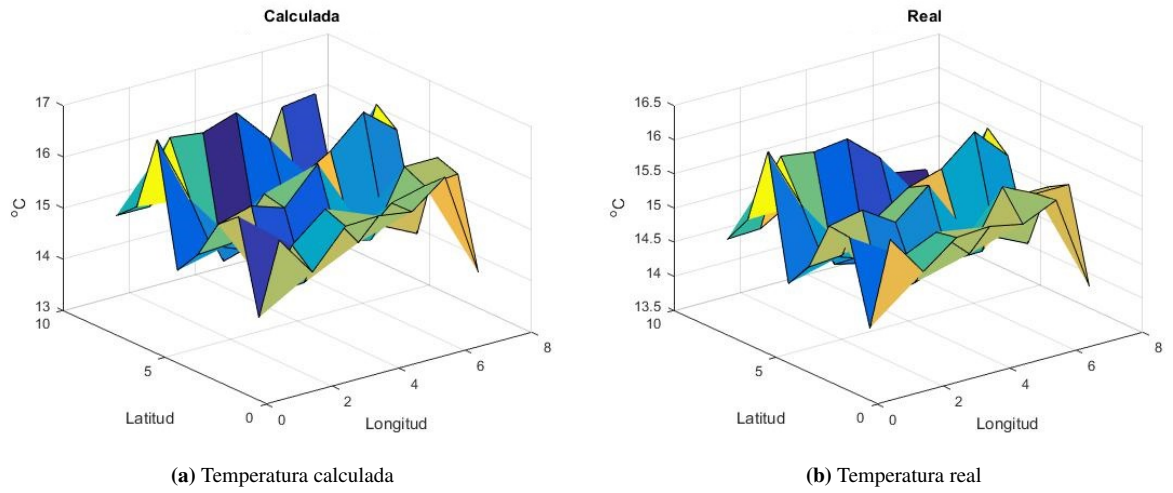 Calculada
17
16
15
14
13
°C
10
5
0
Latitud
0
2
4
6
8
Longitud
(a) Temperatura calculada
Real
16.5
16
15.5
15
14.5
14
13.5
°C
10
5
0
Latitud
0
2
4
6
8
Longitud
(b) Temperatura real